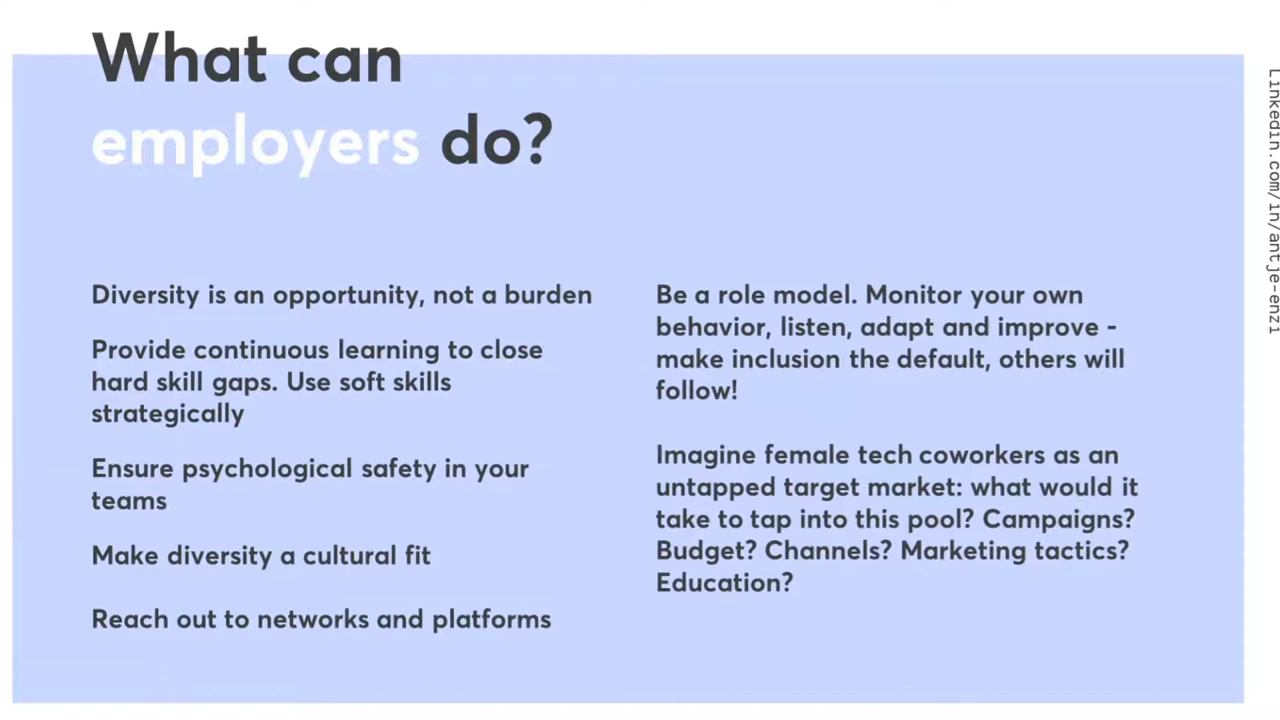 What can
employers do?
Diversity is an opportunity, not a burden
Provide continuous learning to close
hard skill gaps. Use soft skills
strategically
Ensure psychological safety in your
teams
Make diversity a cultural fit
Reach out to networks and platforms
Be a role model. Monitor your own
behavior, listen, adapt and improve -
make inclusion the default, others will
follow!
Imagine female tech coworkers as an
untapped target market: what would it
take to tap into this pool? Campaigns?
Budget? Channels? Marketing tactics?
Education?
Linkedin.com/in/antje-enzi